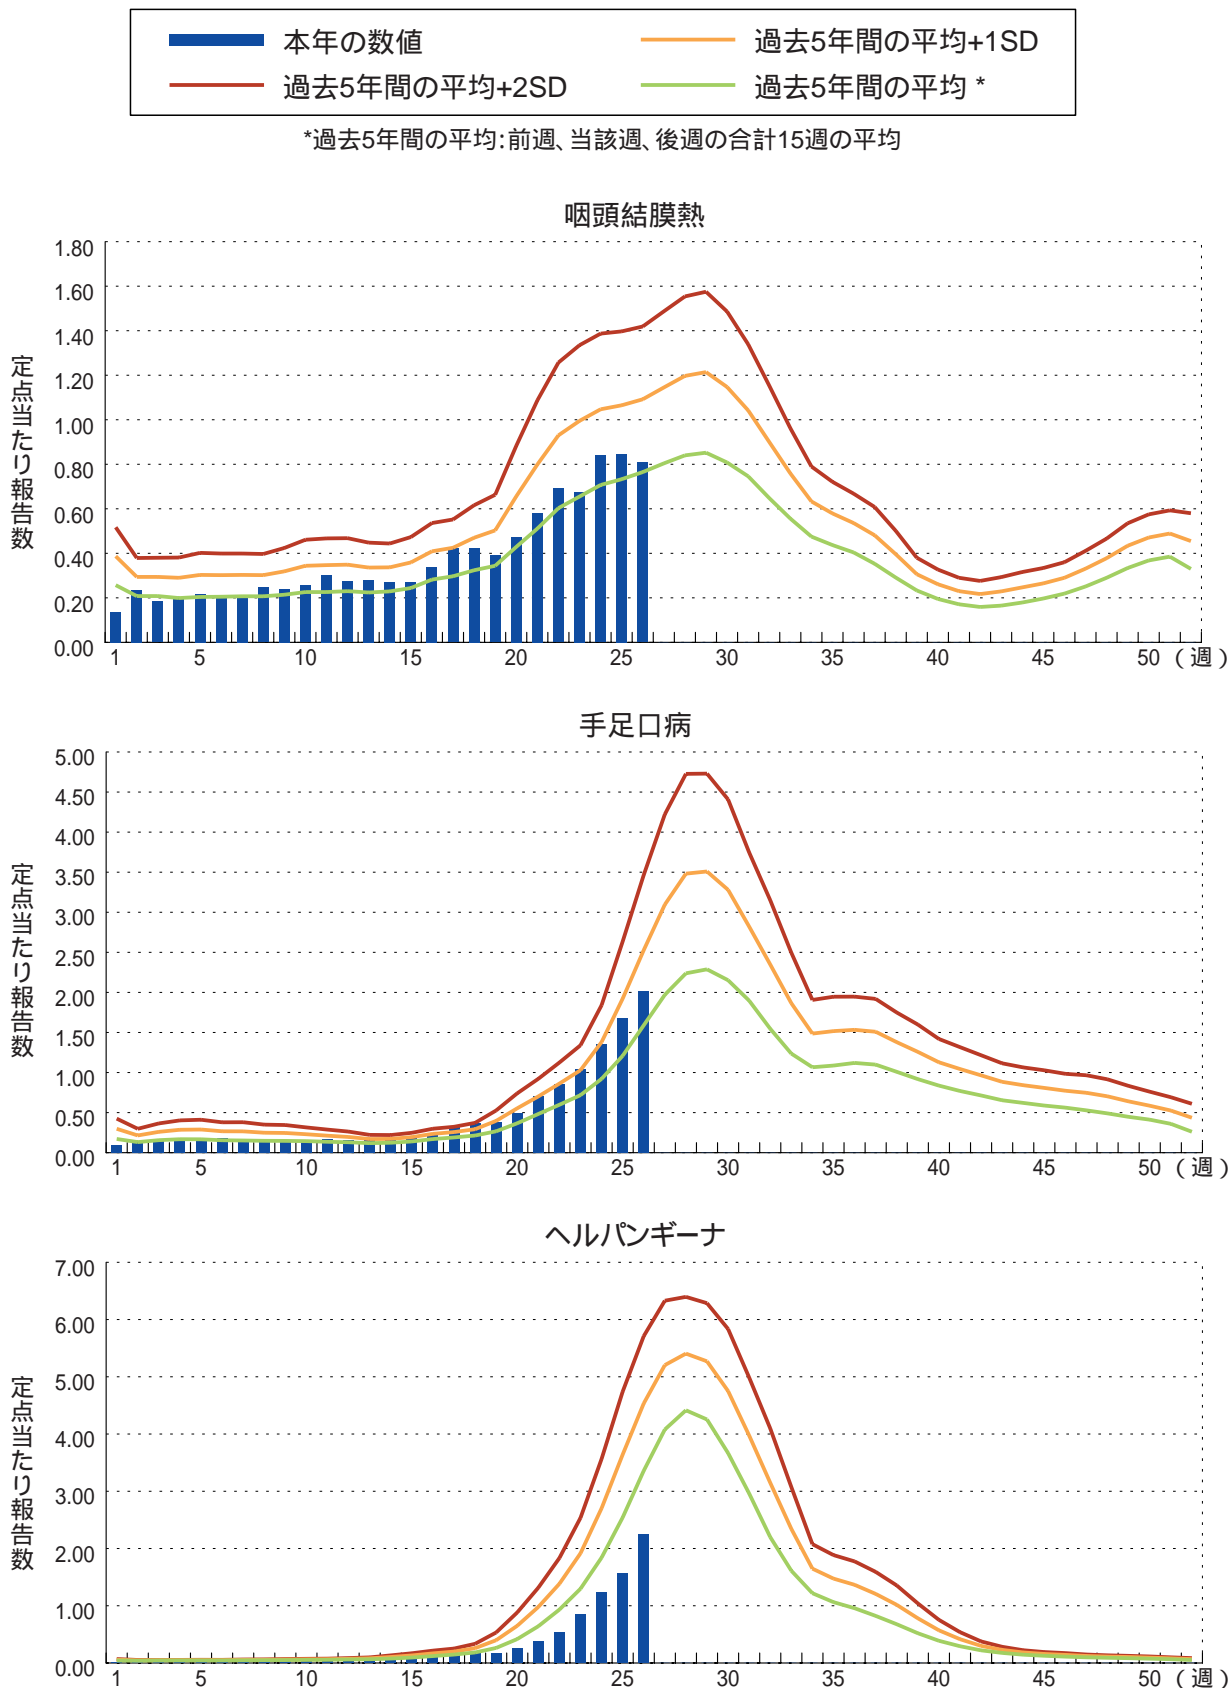 本年の数値
過去5年間の平均+1SD
過去5年間の平均+2SD
過去5年間の平均 *
*過去5年間の平均:前週、当該週、後週の合計15週の平均
咽頭結膜熱
定点当たり報告数
1.80
1.60
1.40
1.20
1.00
0.80
0.60
0.40
0.20
0.00
1 5 10 15 20 25 30 35 40 45 50 (週)
手足口病
定点当たり報告数
5.00
4.50
4.00
3.50
3.00
2.50
2.00
1.50
1.00
0.50
0.00
1 5 10 15 20 25 30 35 40 45 50 (週)
ヘルパンギーナ
定点当たり報告数
7.00
6.00
5.00
4.00
3.00
2.00
1.00
0.00
1 5 10 15 20 25 30 35 40 45 50 (週)